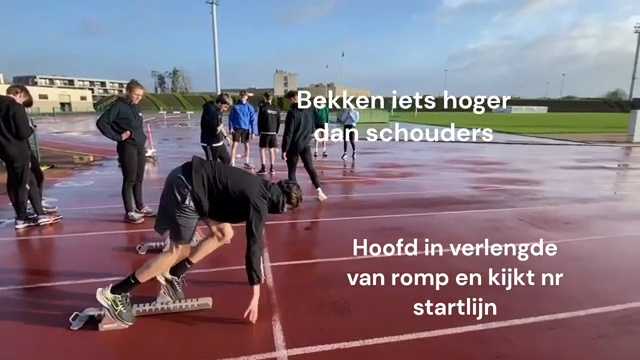 Bekken iets hoger
dan schouders
Hoofd in verlengde
van romp en kijkt nr
startlijn